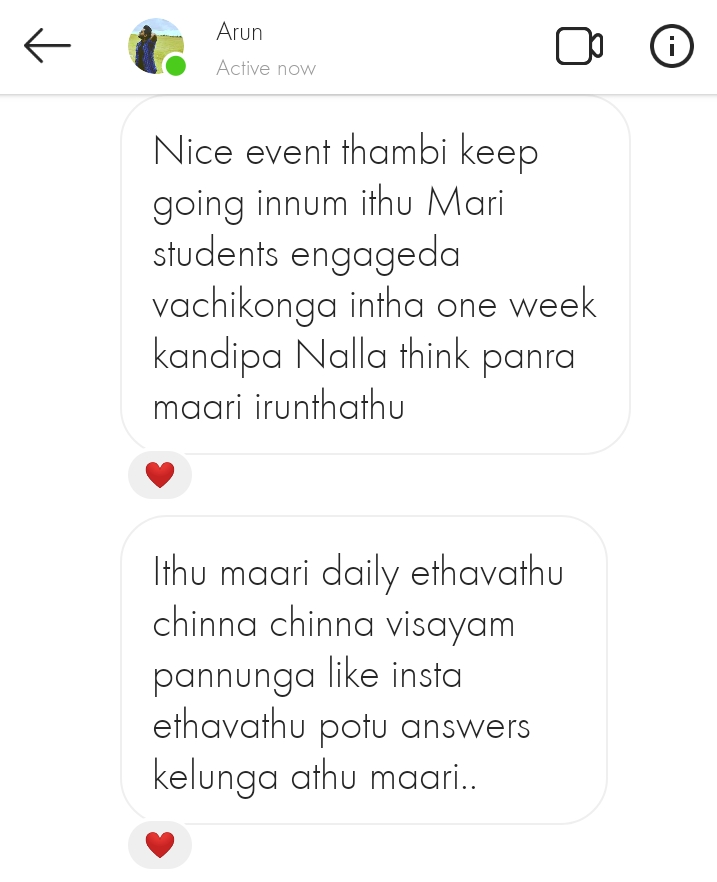 Arun
Active now
Nice event thambi keep
going innum ithu Mari
students engageda
vachikonga intha one week
kandipa Nalla think panra
maari irunthathu
Ithu maari daily ethavathu
chinna chinna visayam
pannunga like insta
ethavathu potu answers
kelunga athu maari..